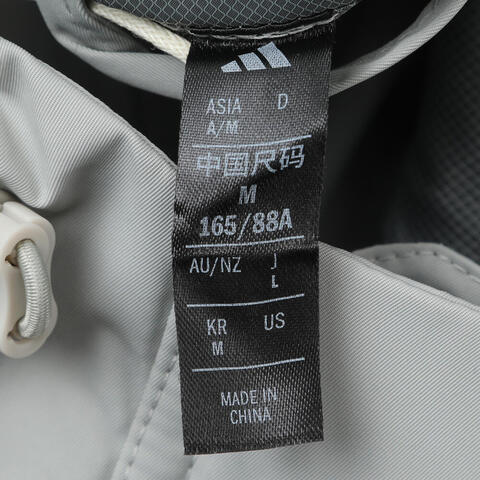 ASIA D
A/M
中国尺码
M
165/88A
AU/NZ J
L
KR US
M
MADE IN
CHINA